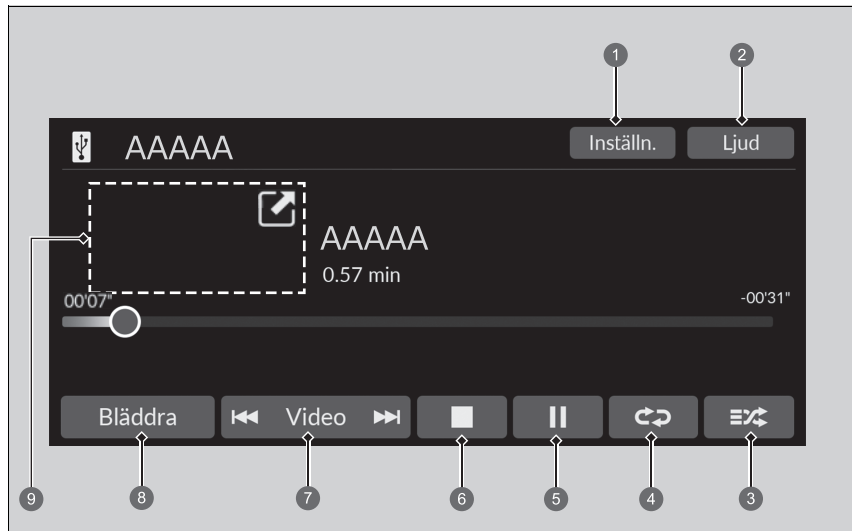 1 2
AAAAA Inställn. Ljud
AAAAA
0.57 min
00'07" -00'31"
Bläddra Video
9 8 7 6 5 4 3